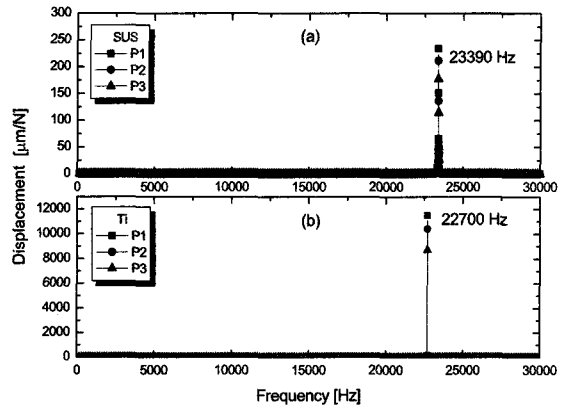 300
250
200
150
100
50
0
SUS
P1
P2
P3
(a)
23390 Hz
0 5000 10000 15000 20000 25000 30000
Displacement [μm/N]
12000
10000
8000
6000
4000
2000
0
Ti
P1
P2
P3
(b)
22700 Hz
0 5000 10000 15000 20000 25000 30000
Frequency [Hz]